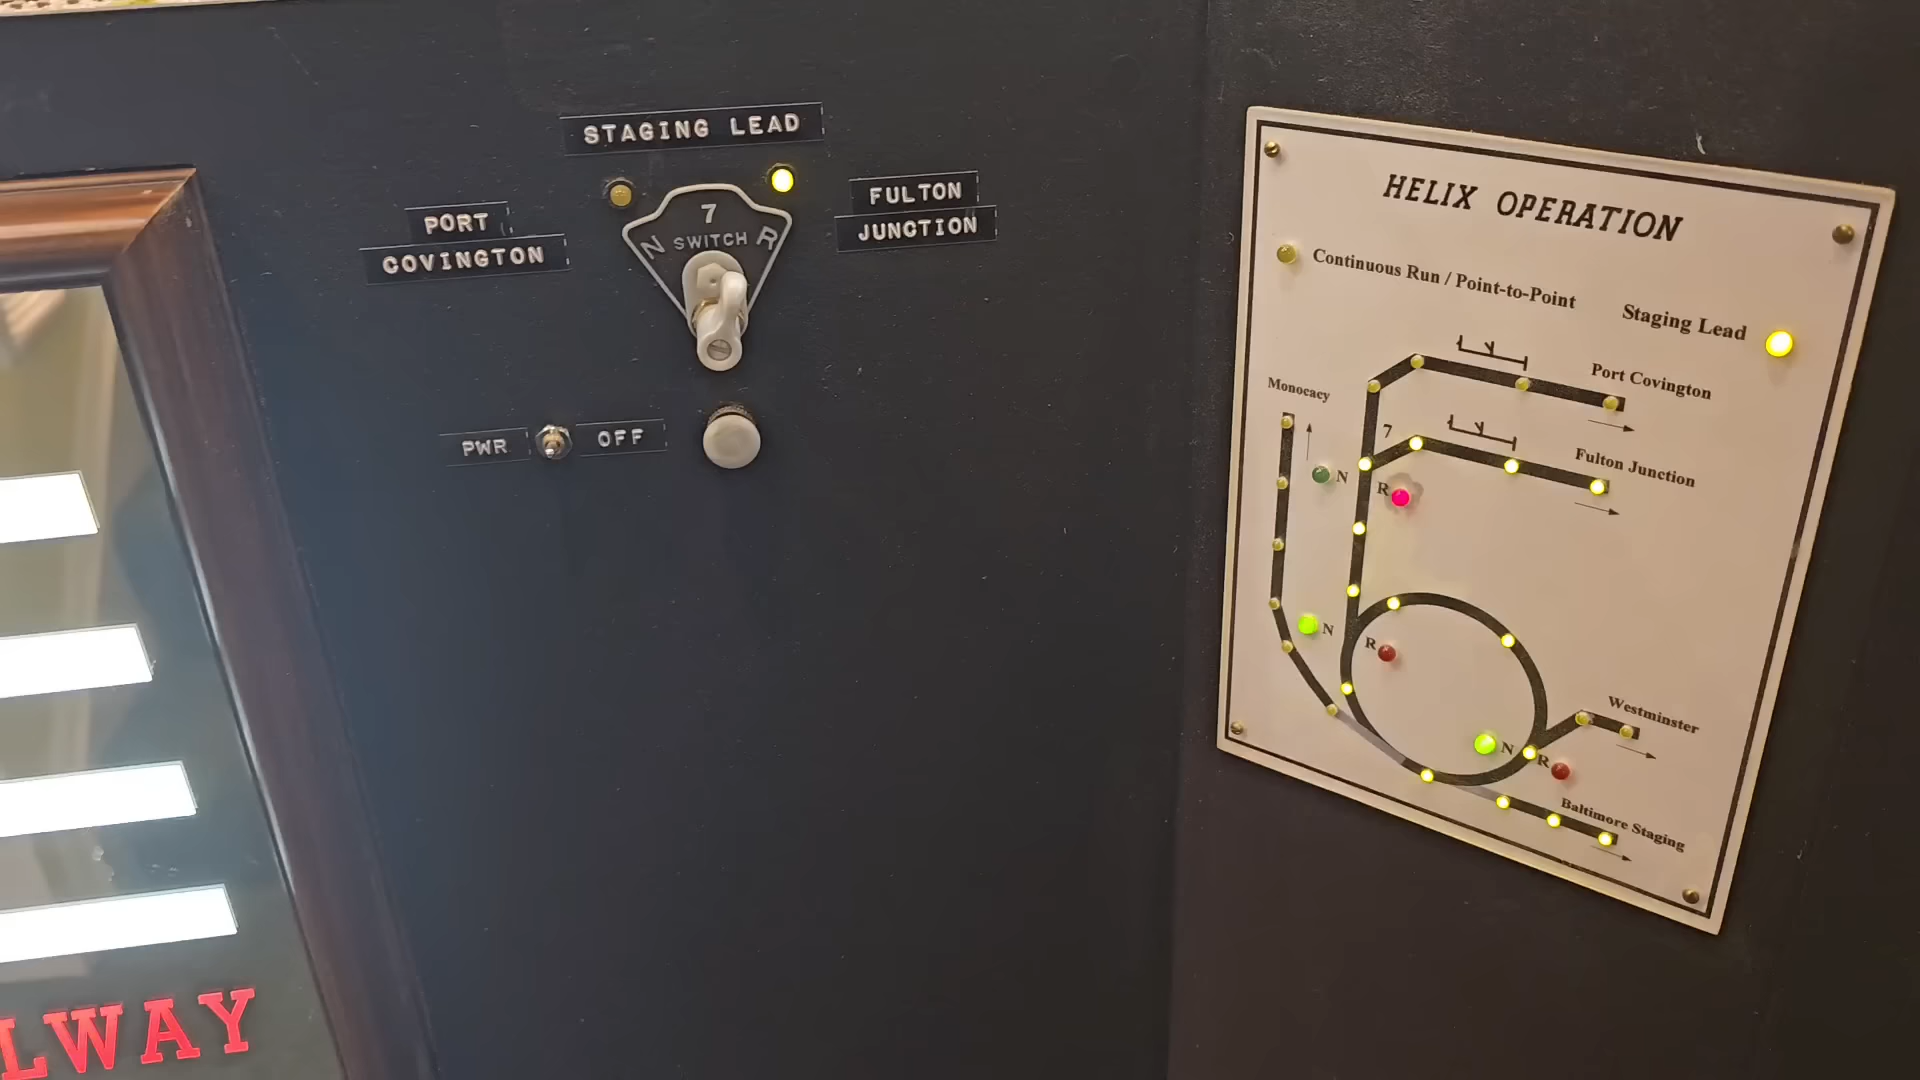 STAGING LEAD
7
N SWITCH R
PORT
COVINGTON
FULTON
JUNCTION
PWR OFF
LWAY
HELIX OPERATION
Continuous Run / Point-to-Point
Staging Lead
Port Covington
Monocacy
7
Fulton Junction
N R
N R
Westminster
N R
Baltimore Staging